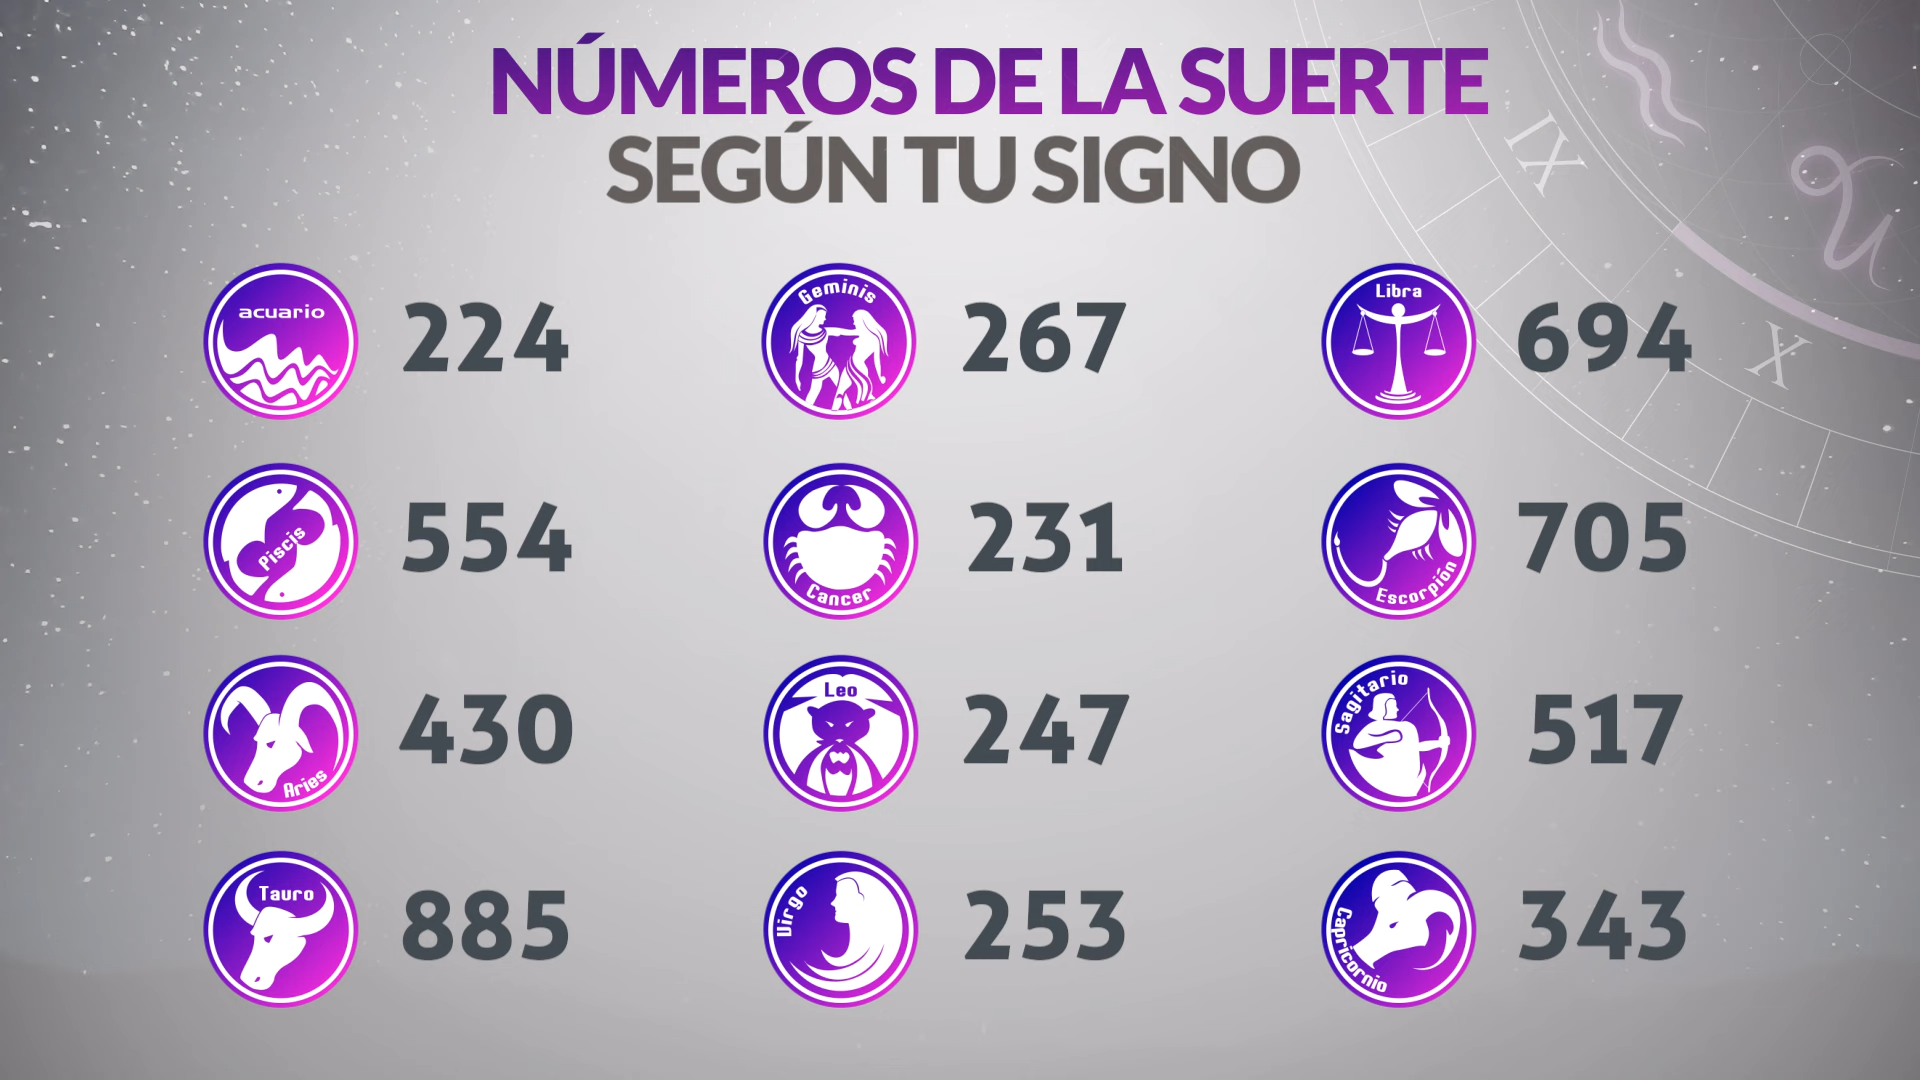 NÚMEROS DE LA SUERTE
SEGÚN TU SIGNO
IX
X
acuario
224
Geminis
267
Libra
694
Piscis
554
Cancer
231
Escorpión
705
Aries
430
Leo
247
Sagitario
517
Tauro
885
Virgo
253
Capricornio
343